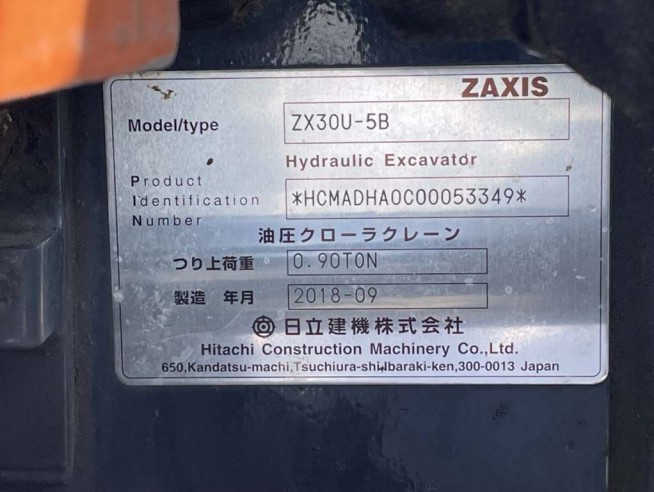 ZAXIS
Model/type ZX30U-5B
Hydraulic Excavator
Product
Identification *HCMADHA0C00053349*
Number
油圧クローラクレーン
つり上荷重 0.90TON
製造 年月 2018-09
日立建機株式会社
Hitachi Construction Machinery Co.,Ltd.
650,Kandatsu-machi,Tsuchiura-shi,Ibaraki-ken,300-0013 Japan